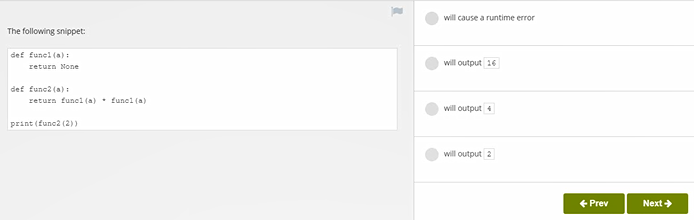 The following snippet:
def func1(a):
    return None
def func2(a):
    return func1(a) * func1(a)
print(func2(2))
will cause a runtime error
will output 16
will output 4
will output 2
← Prev
Next →